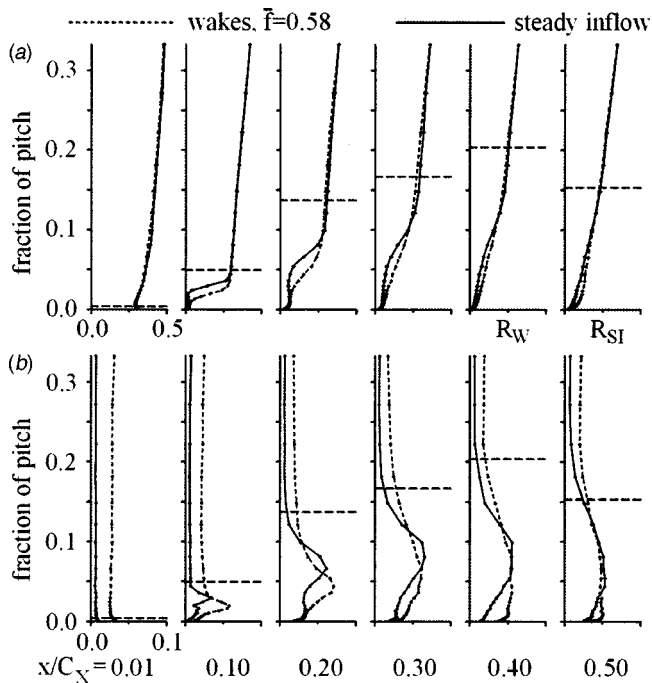 wakes, f̄=0.58 steady inflow
(a)
0.3
0.2
0.1
0.0
fraction of pitch
0.0 0.5 R_W R_SI
(b)
0.3
0.2
0.1
0.0
fraction of pitch
0.0 0.1
x/C_X = 0.01 0.10 0.20 0.30 0.40 0.50